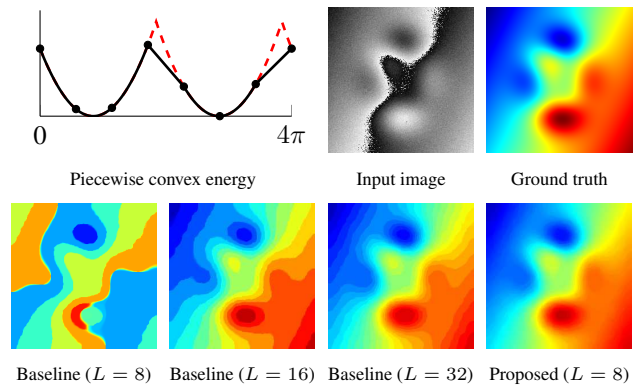 0
4π
Piecewise convex energy
Input image
Ground truth
Baseline (L = 8)
Baseline (L = 16)
Baseline (L = 32)
Proposed (L = 8)